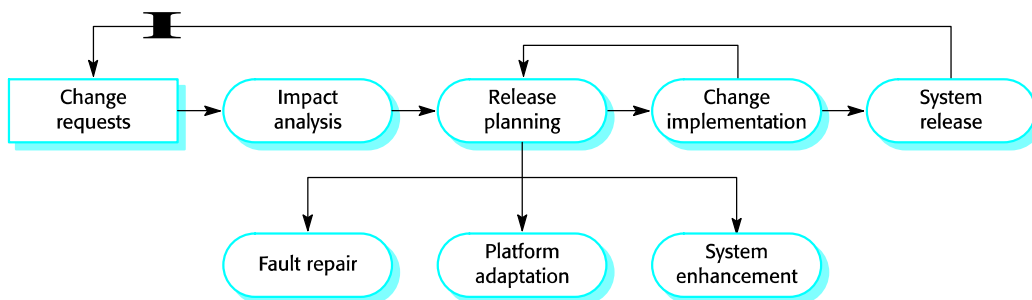 Change
requests
Impact
analysis
Release
planning
Change
implementation
System
release
Fault repair
Platform
adaptation
System
enhancement